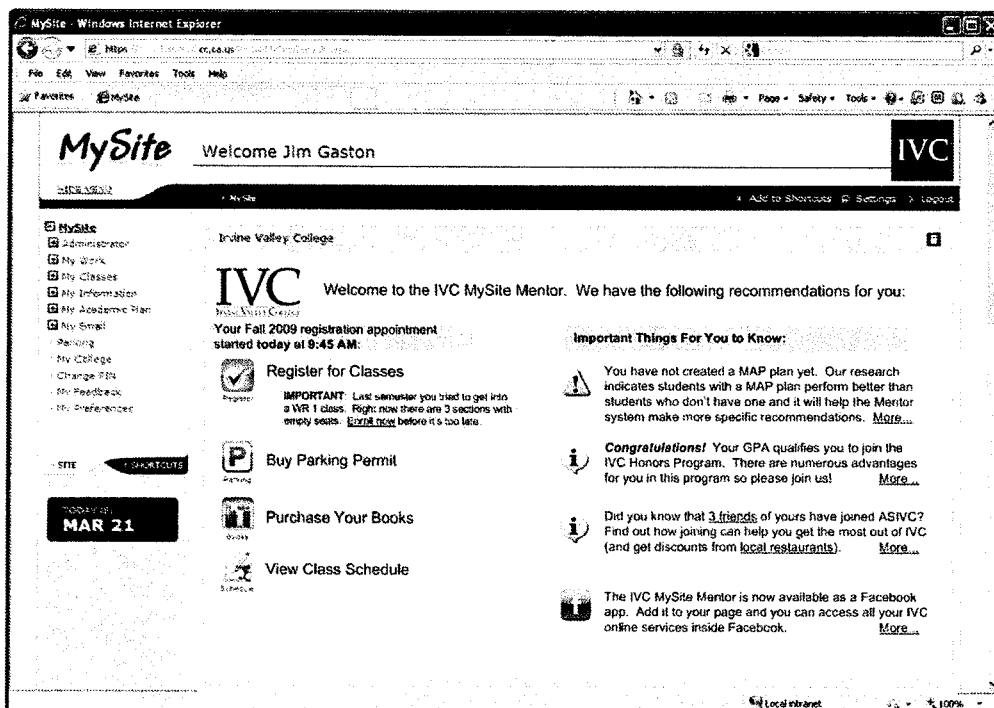 MySite - Windows Internet Explorer
https
cc.ca.us
File Edit View Favorites Tools Help
Favorites MySite
Page Safety Tools
MySite
Welcome Jim Gaston
IVC
HIDE MENU
MySite
Add to Shortcuts Settings Logout
MySite
Administrator
My Work
My Classes
My Information
My Academic Plan
My Email
Parking
My College
Change PIN
My Feedback
My Preferences
SITE SHORTCUTS
TODAY IS:
MAR 21
Irvine Valley College
IVC
Irvine Valley College
Welcome to the IVC MySite Mentor. We have the following recommendations for you:
Your Fall 2009 registration appointment
started today at 9:45 AM:
Register
Register for Classes
IMPORTANT: Last semester you tried to get into
a WR 1 class. Right now there are 3 sections with
empty seats. Enroll now before it's too late.
P
Parking
Buy Parking Permit
Books
Purchase Your Books
Schedule
View Class Schedule
Important Things For You to Know:
You have not created a MAP plan yet. Our research
indicates students with a MAP plan perform better than
students who don't have one and it will help the Mentor
system make more specific recommendations. More...
Congratulations! Your GPA qualifies you to join the
IVC Honors Program. There are numerous advantages
for you in this program so please join us! More...
Did you know that 3 friends of yours have joined ASIVC?
Find out how joining can help you get the most out of IVC
(and get discounts from local restaurants). More...
The IVC MySite Mentor is now available as a Facebook
app. Add it to your page and you can access all your IVC
online services inside Facebook. More...
Local intranet
100%